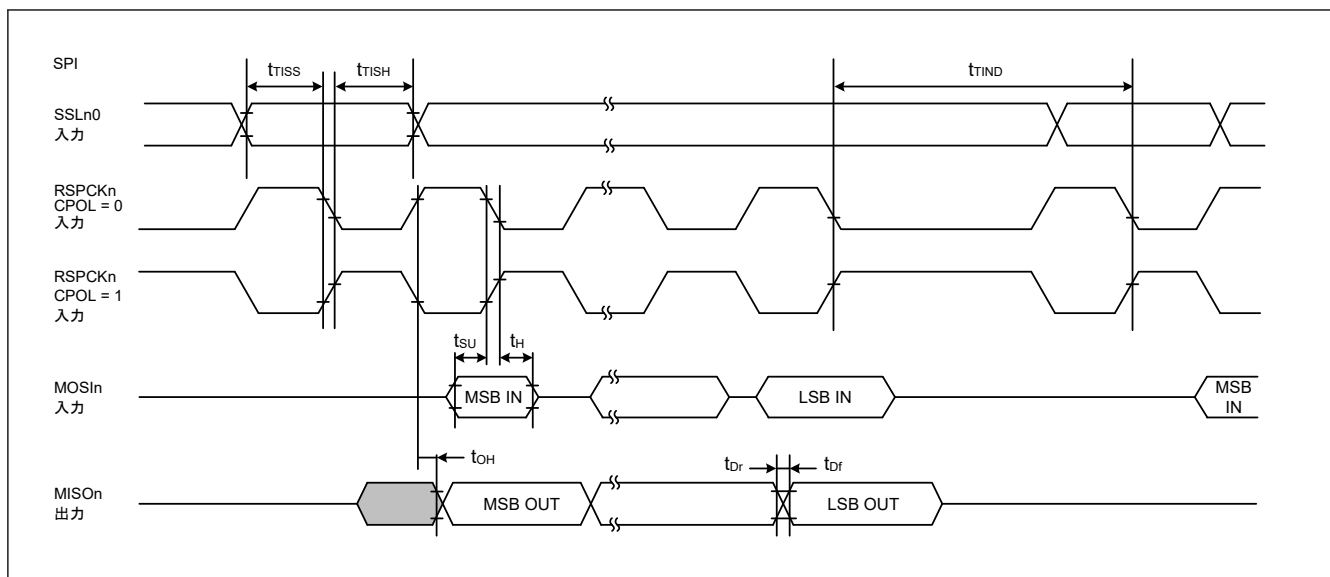 SPI
tTISS
tTISH
tTIND
SSLn0
入力
RSPCKn
CPOL = 0
入力
RSPCKn
CPOL = 1
入力
tSU
tH
MOSIn
入力
MSB IN
LSB IN
MSB
IN
tOH
tDr
tDf
MISOn
出力
MSB OUT
LSB OUT